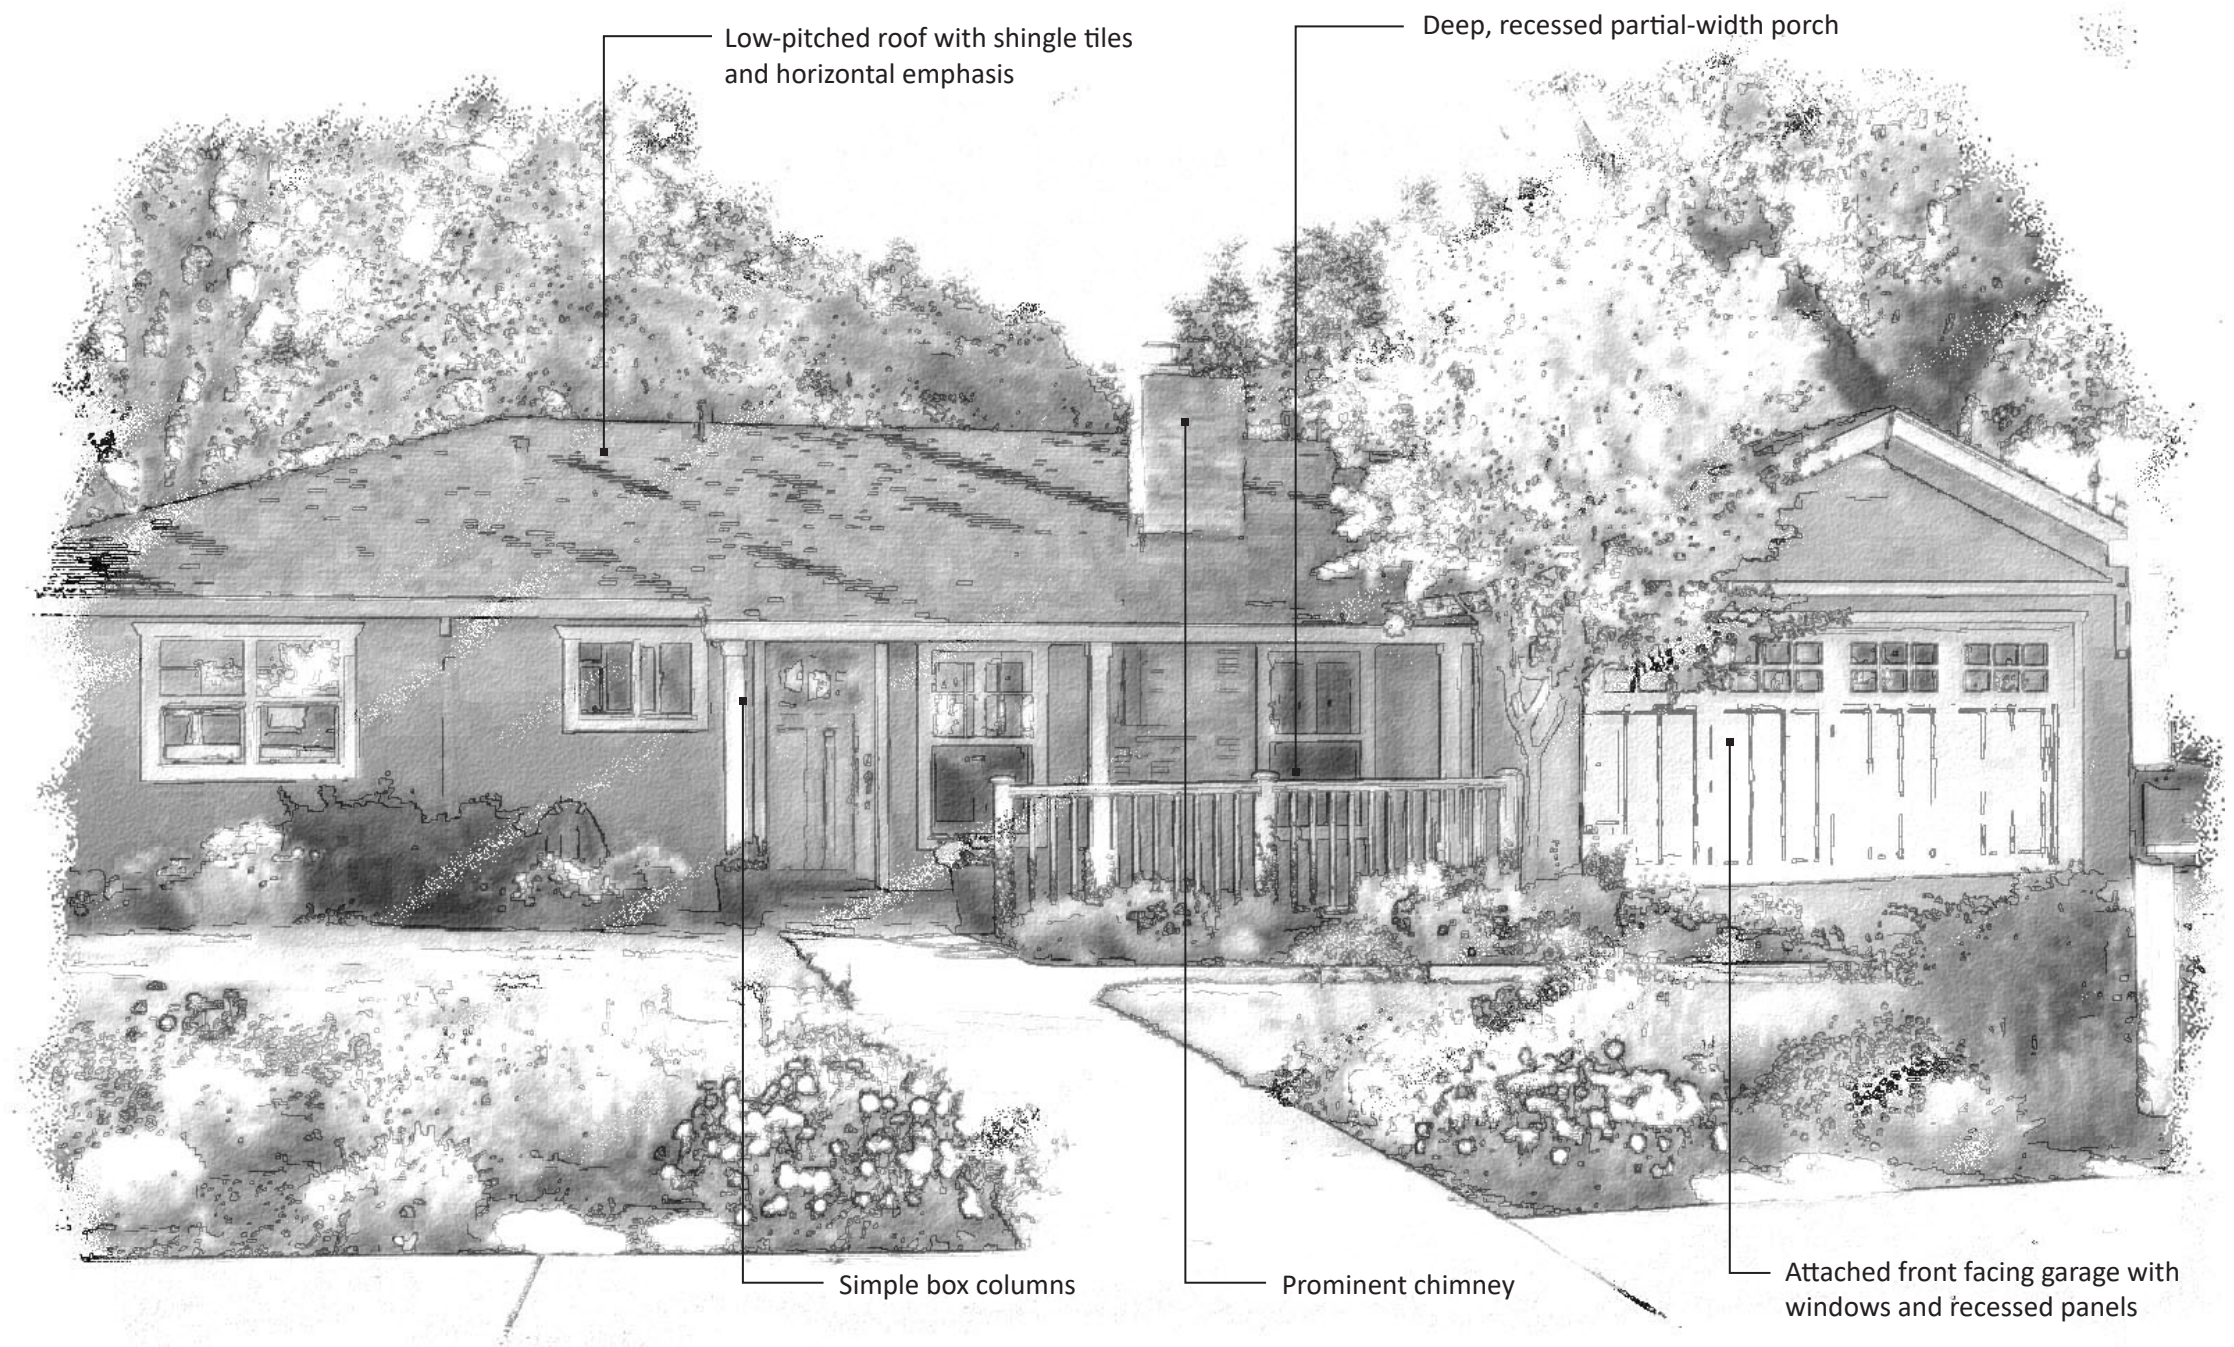 Low-pitched roof with shingle tiles
and horizontal emphasis
Deep, recessed partial-width porch
Simple box columns
Prominent chimney
Attached front facing garage with
windows and recessed panels